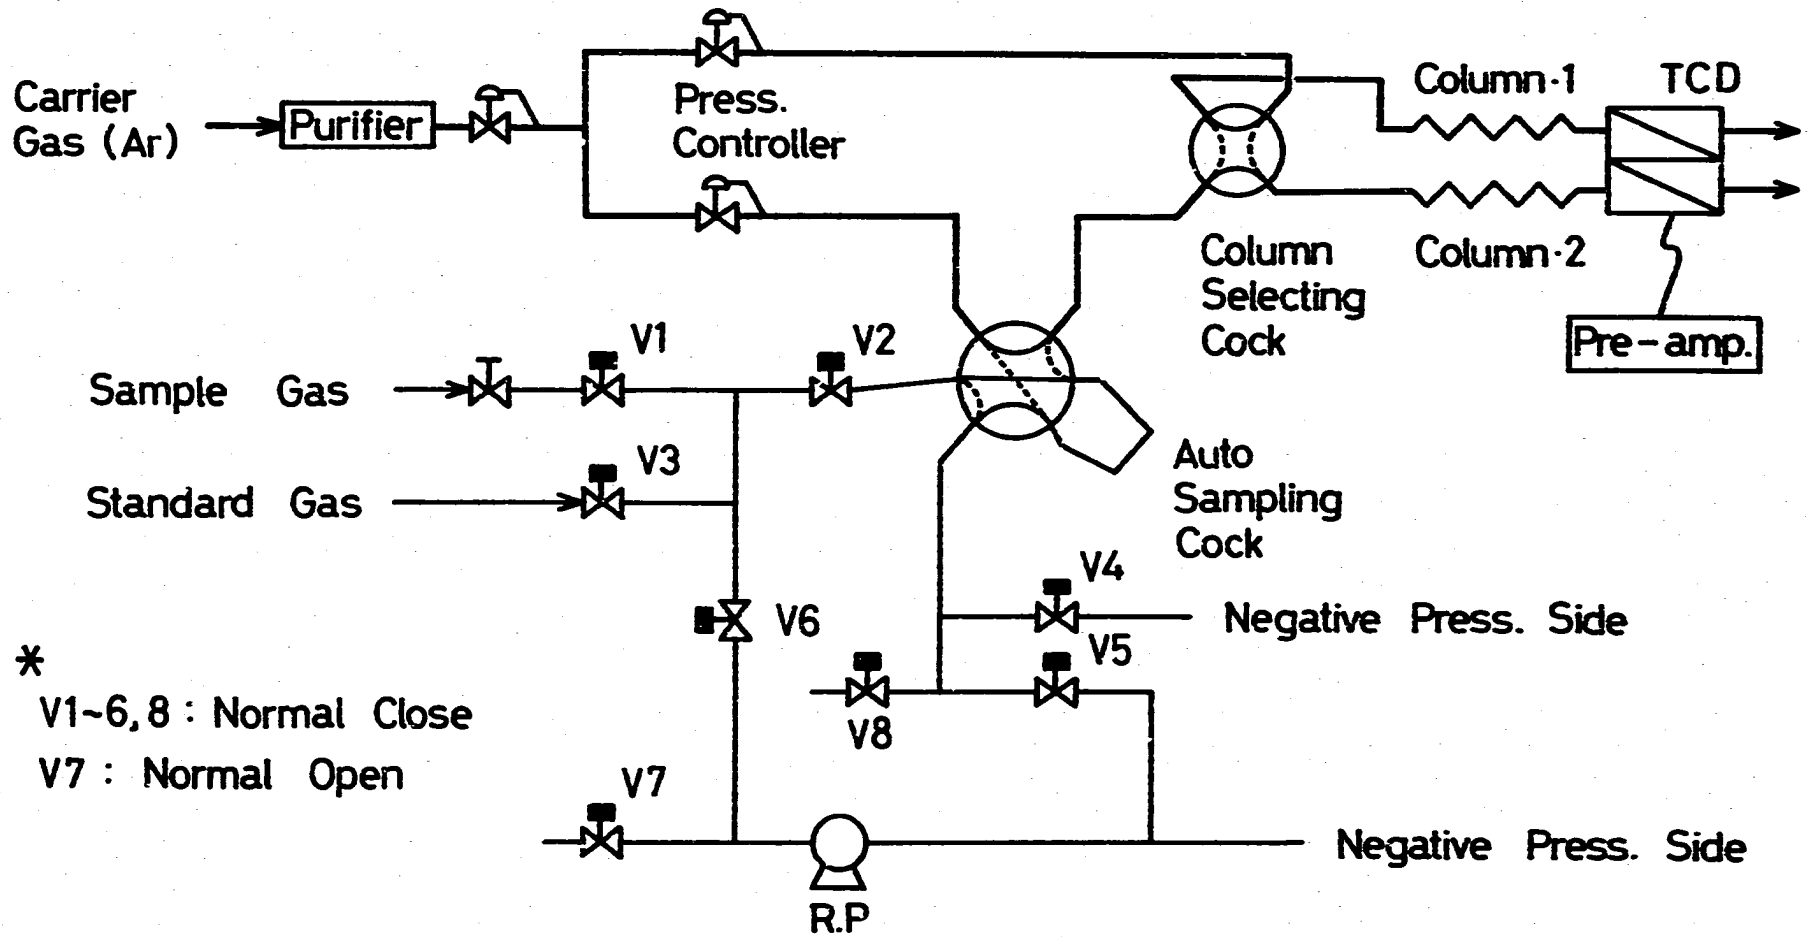 Carrier
Gas (Ar)
Purifier
Press.
Controller
Column·1
TCD
Column·2
Column
Selecting
Cock
Pre-amp.
V1
V2
Sample Gas
V3
Standard Gas
Auto
Sampling
Cock
V4
Negative Press. Side
V5
V6
*
V1~6,8 : Normal Close
V8
V7 : Normal Open
V7
Negative Press. Side
R.P